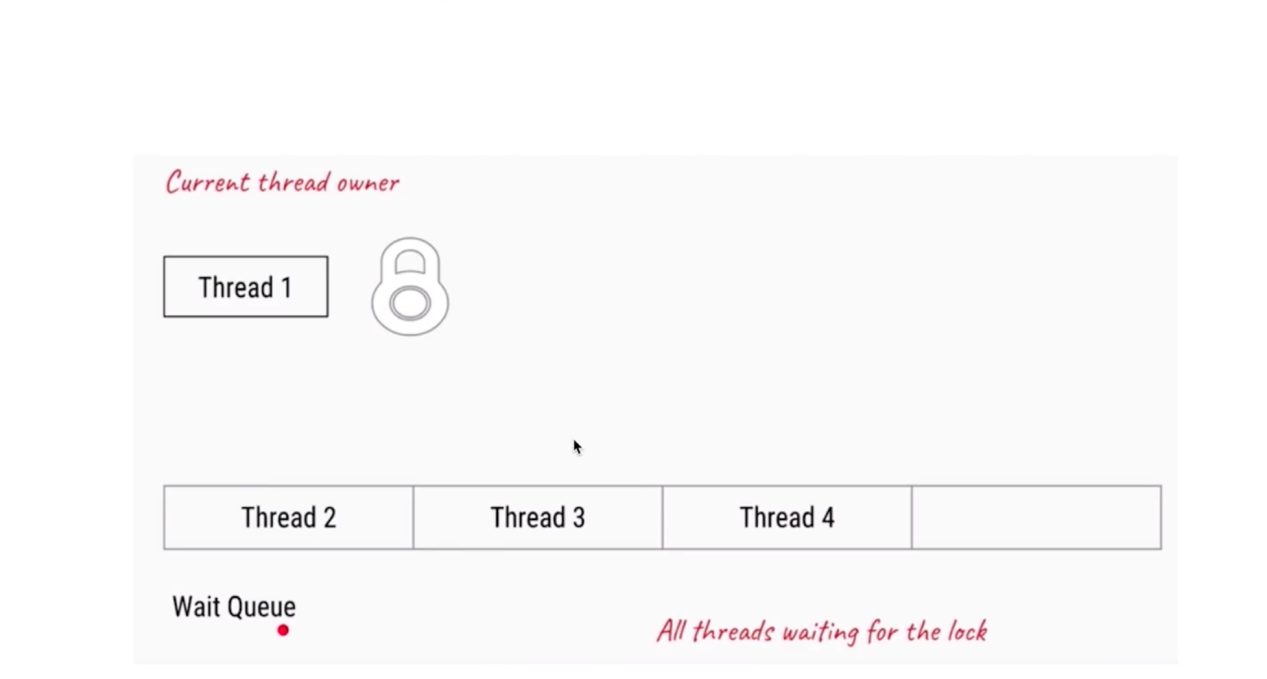 Current thread owner
Thread 1
Thread 2 Thread 3 Thread 4
Wait Queue
All threads waiting for the lock